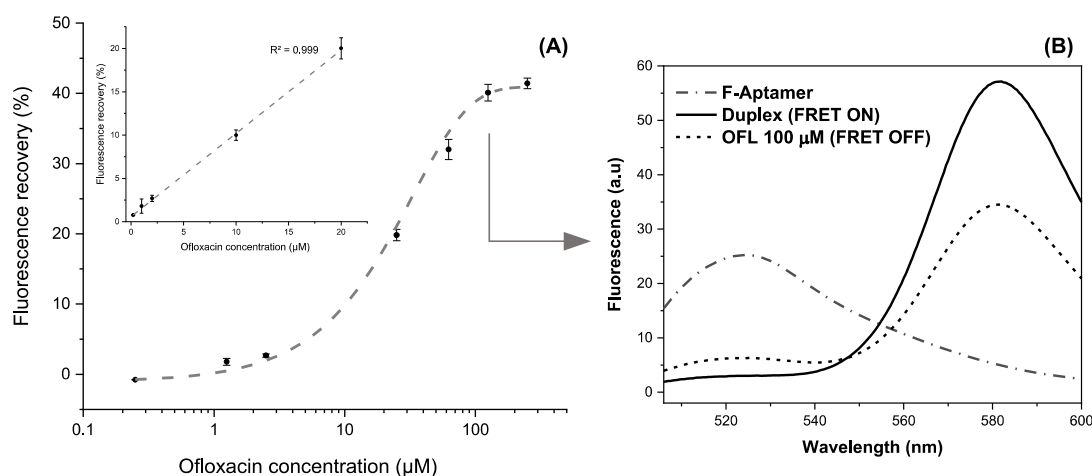 (A)
Fluorescence recovery (%)
50
40
30
20
10
0
0.1
1
10
100
Ofloxacin concentration (μM)
R² = 0.999
Fluorescence recovery (%)
20
15
10
5
0
0
5
10
15
20
Ofloxacin concentration (μM)
(B)
Fluorescence (a.u)
60
50
40
30
20
10
0
F-Aptamer
Duplex (FRET ON)
OFL 100 μM (FRET OFF)
520
540
560
580
600
Wavelength (nm)